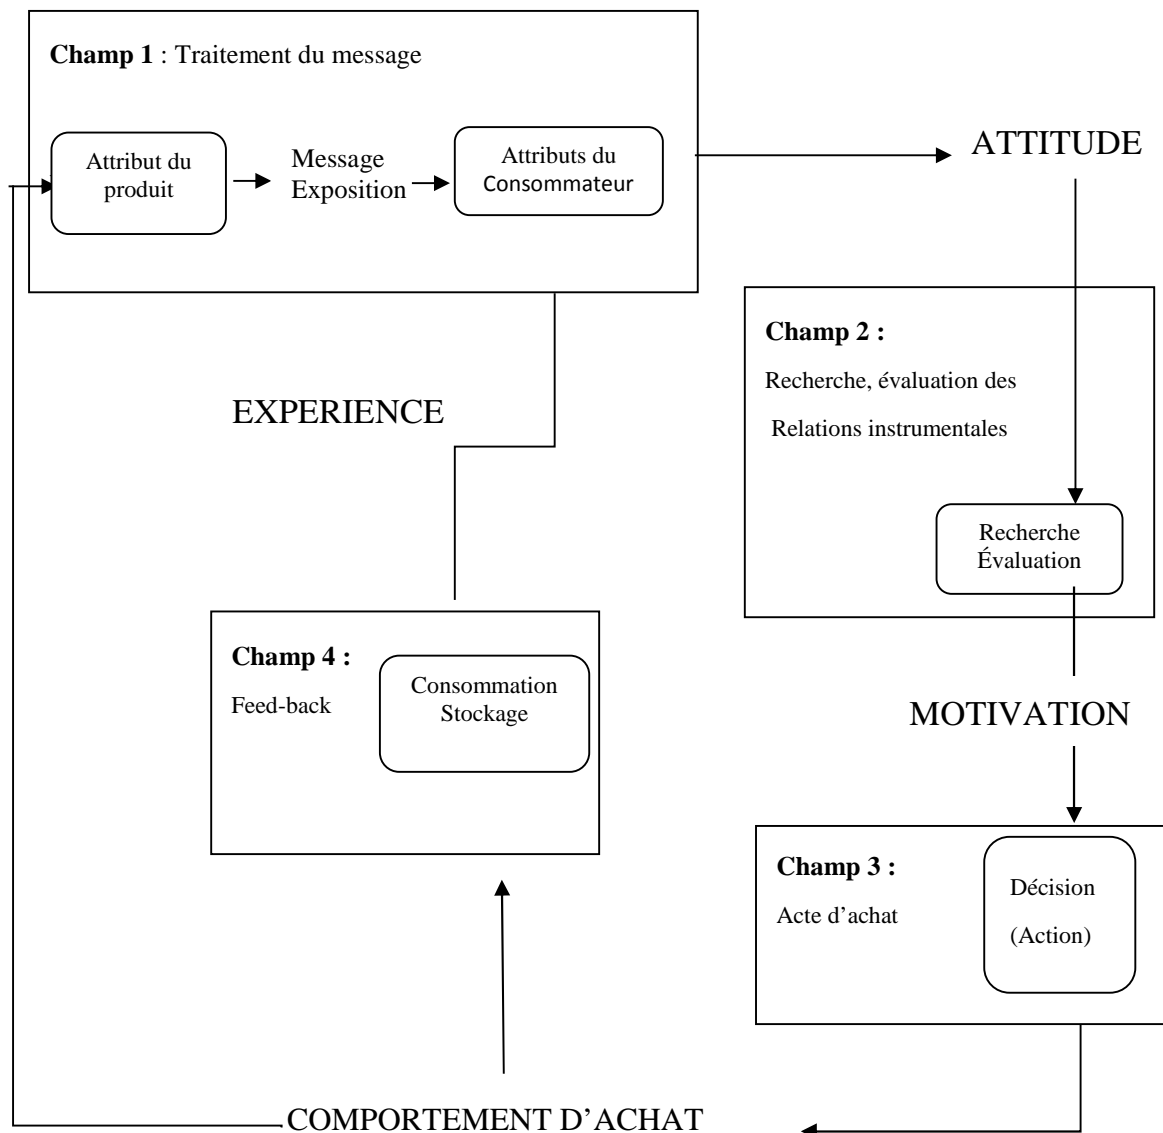 Champ 1 : Traitement du message
Attribut du
produit
Message
Exposition
Attributs du
Consommateur
ATTITUDE
Champ 2 :
Recherche, évaluation des
Relations instrumentales
Recherche
Évaluation
EXPERIENCE
Champ 4 :
Feed-back
Consommation
Stockage
MOTIVATION
Champ 3 :
Acte d’achat
Décision
(Action)
COMPORTEMENT D’ACHAT